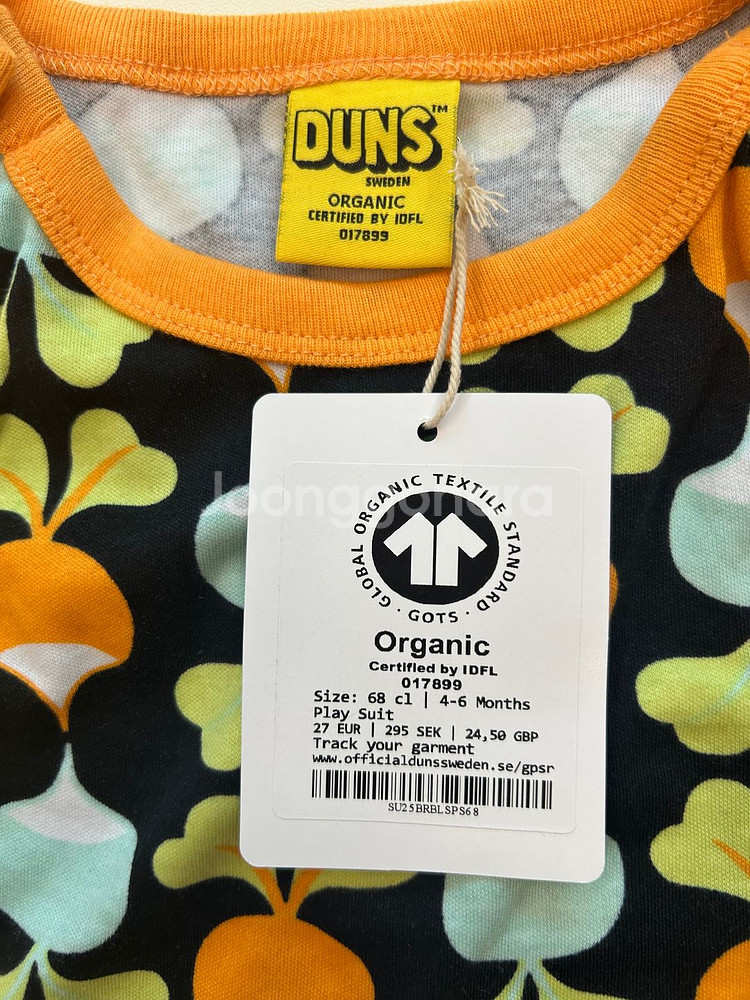 DUNS™
SWEDEN
ORGANIC
CERTIFIED BY IDFL
017899
joonggonara
GLOBAL ORGANIC TEXTILE STANDARD · GOTS ·
Organic
Certified by IDFL
017899
Size: 68 cl | 4-6 Months
Play Suit
27 EUR | 295 SEK | 24,50 GBP
Track your garment
www.officialdunssweden.se/gpsr
SU25BRBLSPS68